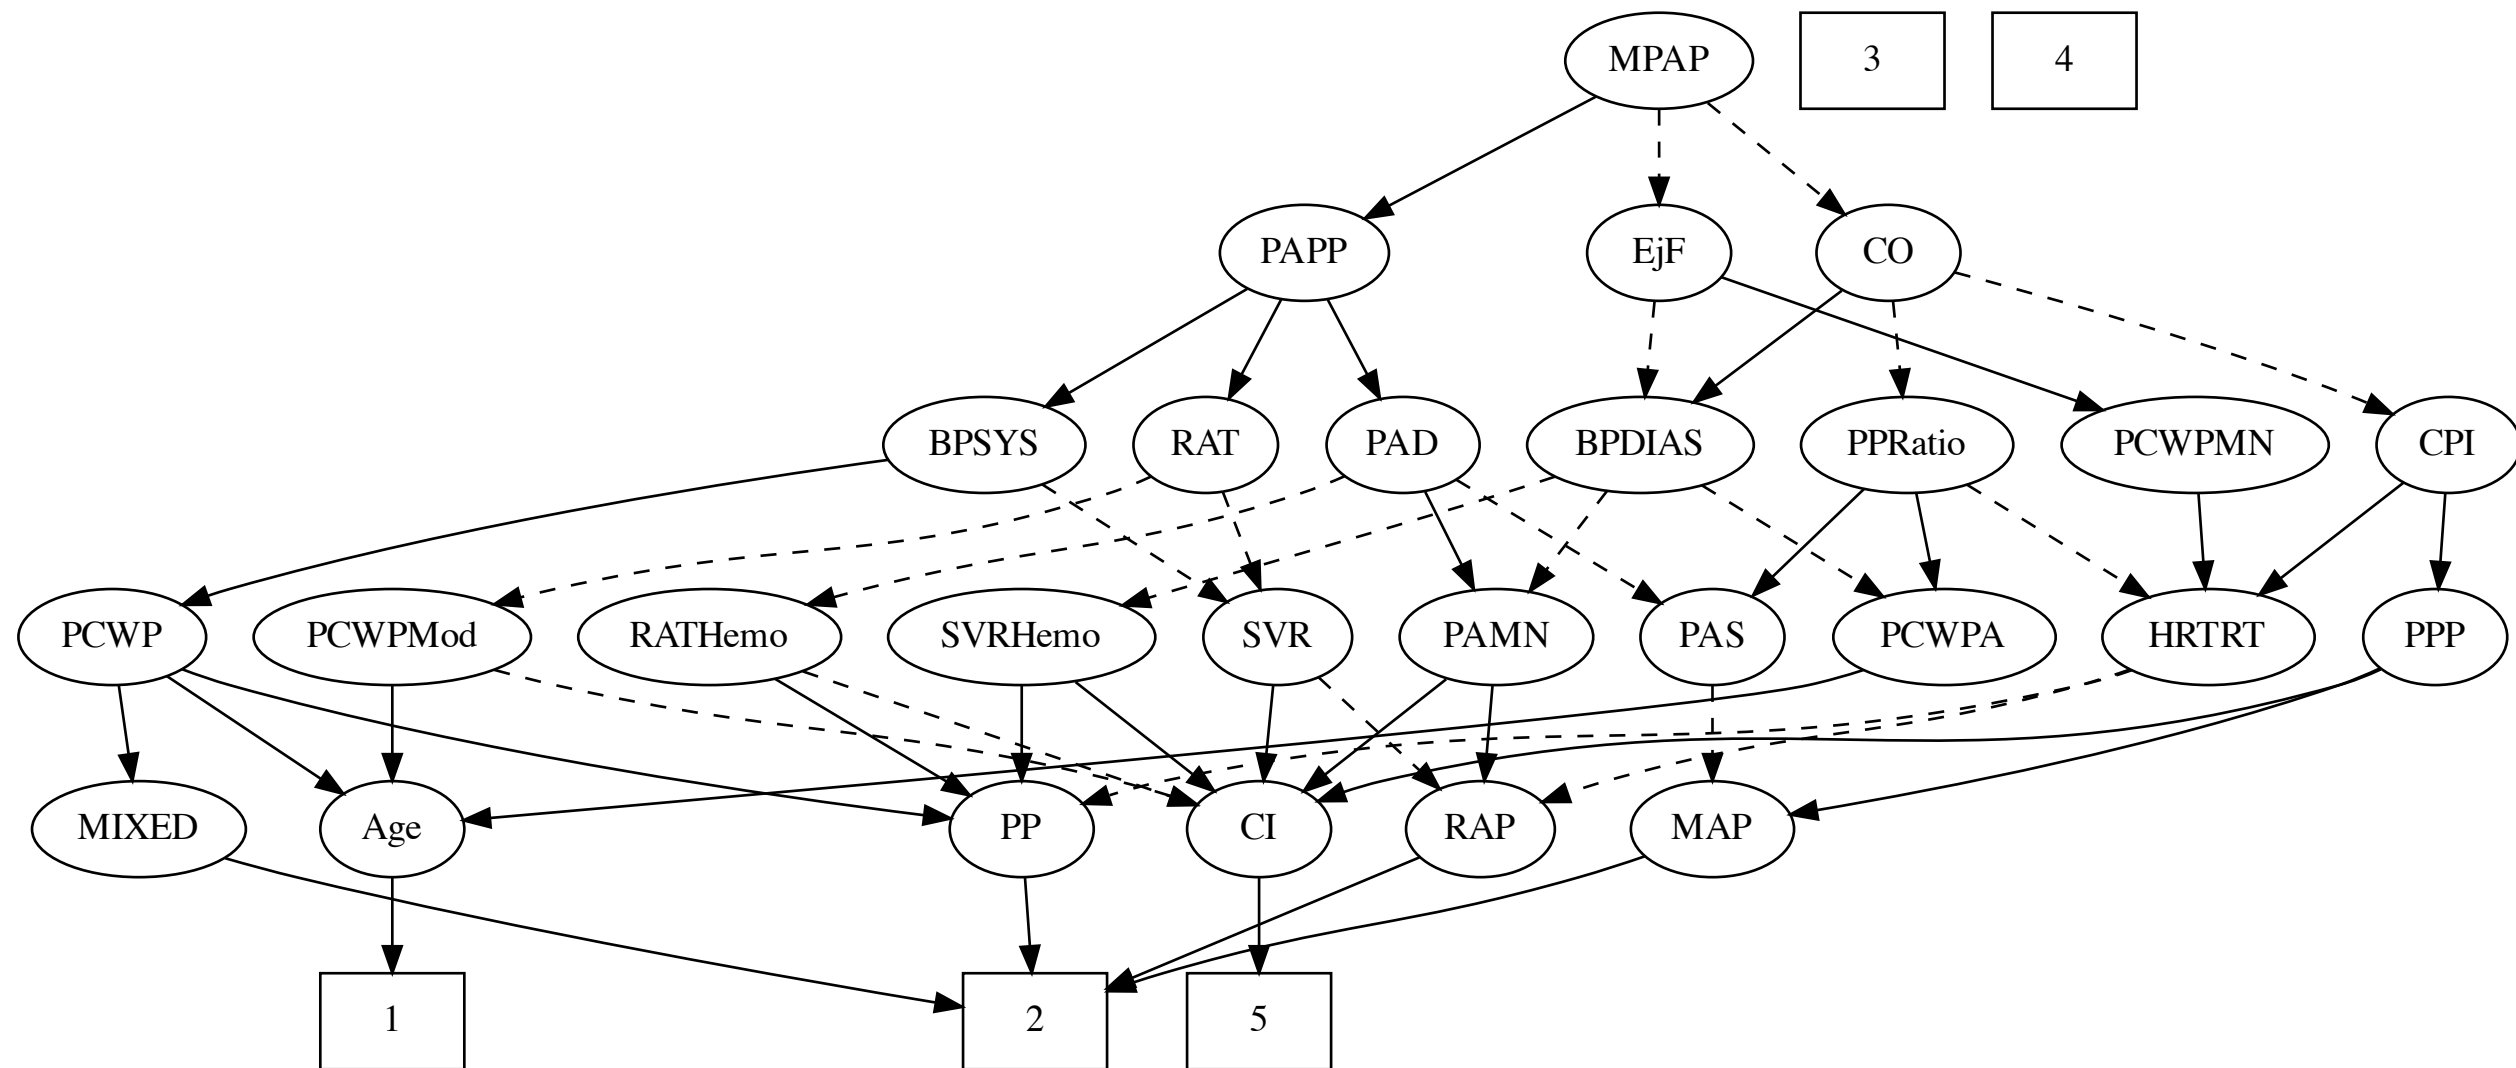 MPAP
3
4
PAPP
EjF
CO
BPSYS
RAT
PAD
BPDIAS
PPRatio
PCWPMN
CPI
PCWP
PCWPMod
RATHemo
SVRHemo
SVR
PAMN
PAS
PCWPA
HRTRT
PPP
MIXED
Age
PP
CI
RAP
MAP
1
2
5